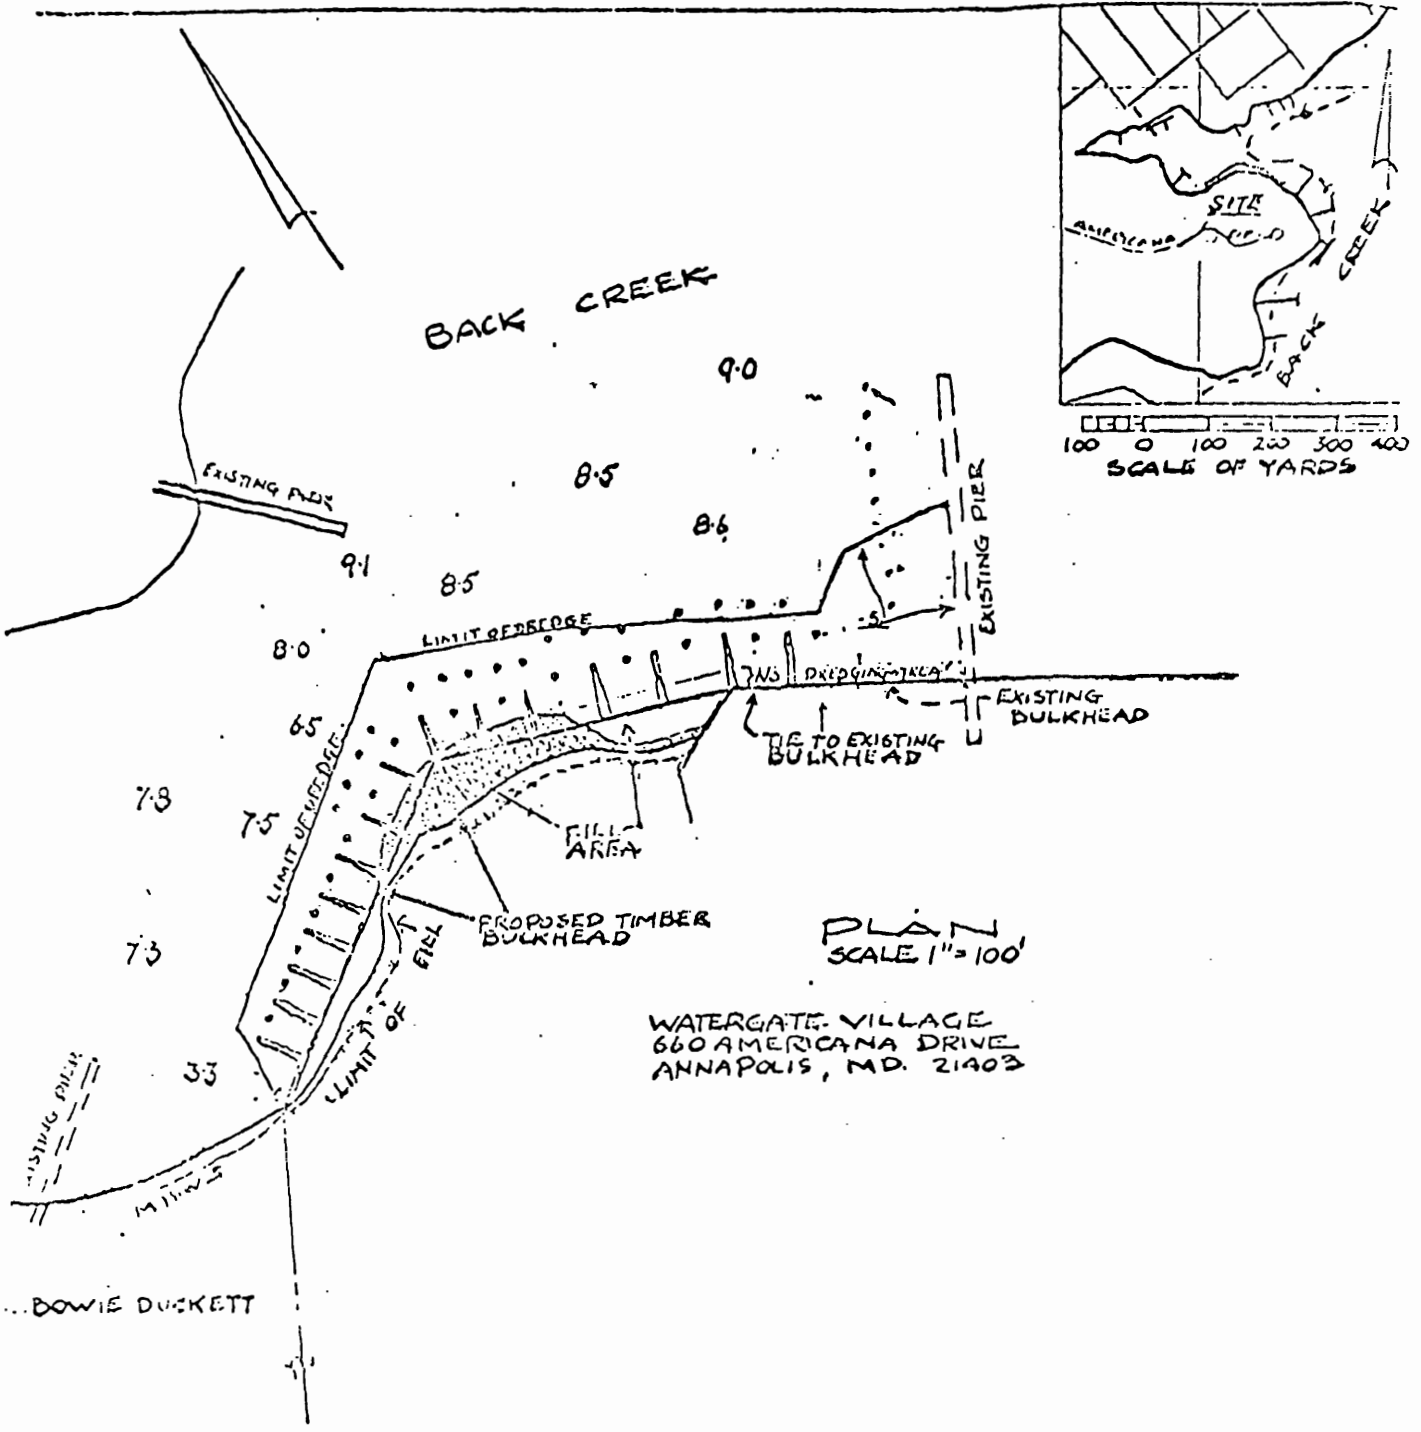 SITE
AMERICANA
BACK CREEK
100 0 100 200 300 400
SCALE OF YARDS
BACK CREEK
9.0
EXISTING PIER
8.5
8.6
EXISTING PIER
9.1
8.5
LIMIT OF DREDGE
8.0
NO DREDGING AREA
EXISTING
BULKHEAD
6.5
TIE TO EXISTING
BULKHEAD
LIMIT OF DREDGE
7.3
7.5
FILL
AREA
PROPOSED TIMBER
BULKHEAD
7.3
PLAN
SCALE 1"=100'
LIMIT OF FILL
WATERGATE VILLAGE
660 AMERICANA DRIVE
ANNAPOLIS, MD. 21403
3.3
PIER
BOWIE DUCKETT